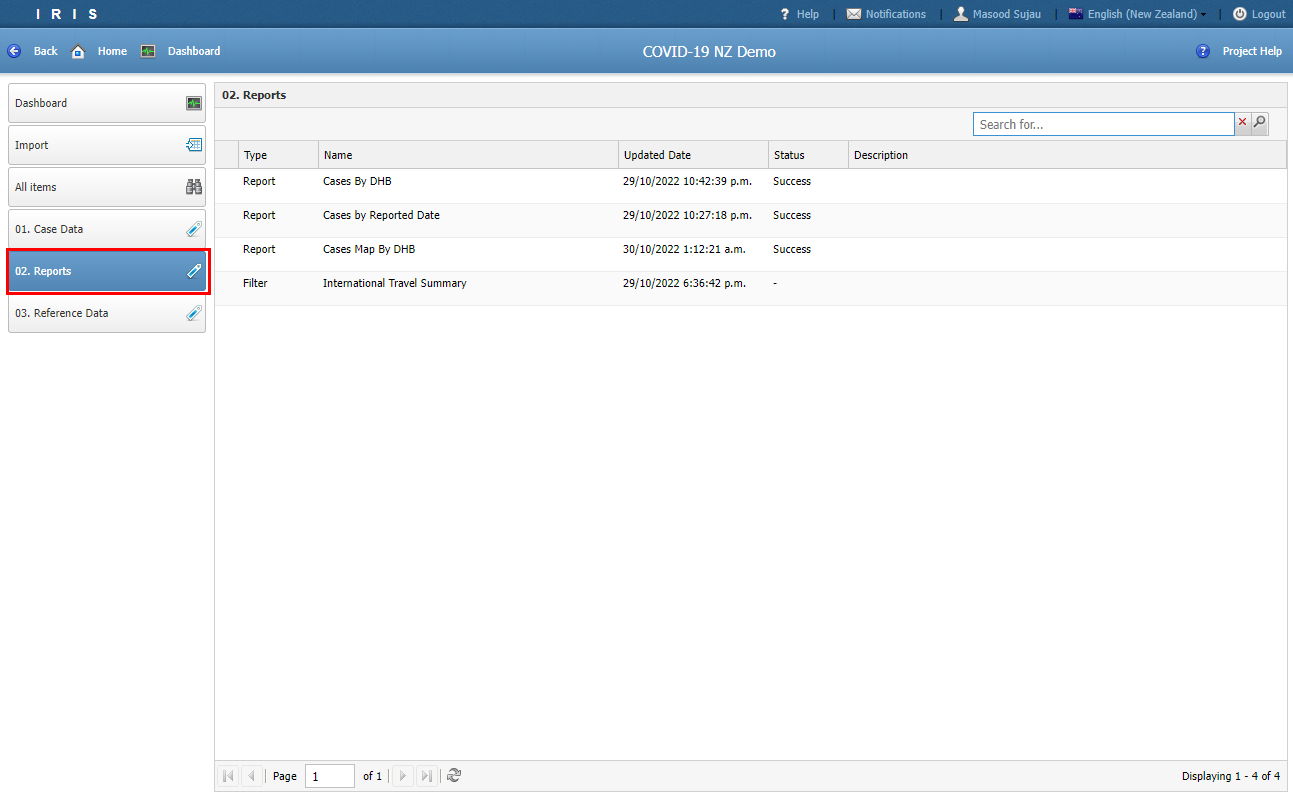 I R I S
? Help
Notifications
Masood Sujau
English (New Zealand)
Logout
Back
Home
Dashboard
COVID-19 NZ Demo
? Project Help
Dashboard
Import
All items
01. Case Data
02. Reports
03. Reference Data
02. Reports
Search for...
Type Name Updated Date Status Description
Report Cases By DHB 29/10/2022 10:42:39 p.m. Success
Report Cases by Reported Date 29/10/2022 10:27:18 p.m. Success
Report Cases Map By DHB 30/10/2022 1:12:21 a.m. Success
Filter International Travel Summary 29/10/2022 6:36:42 p.m. -
Page 1 of 1
Displaying 1 - 4 of 4